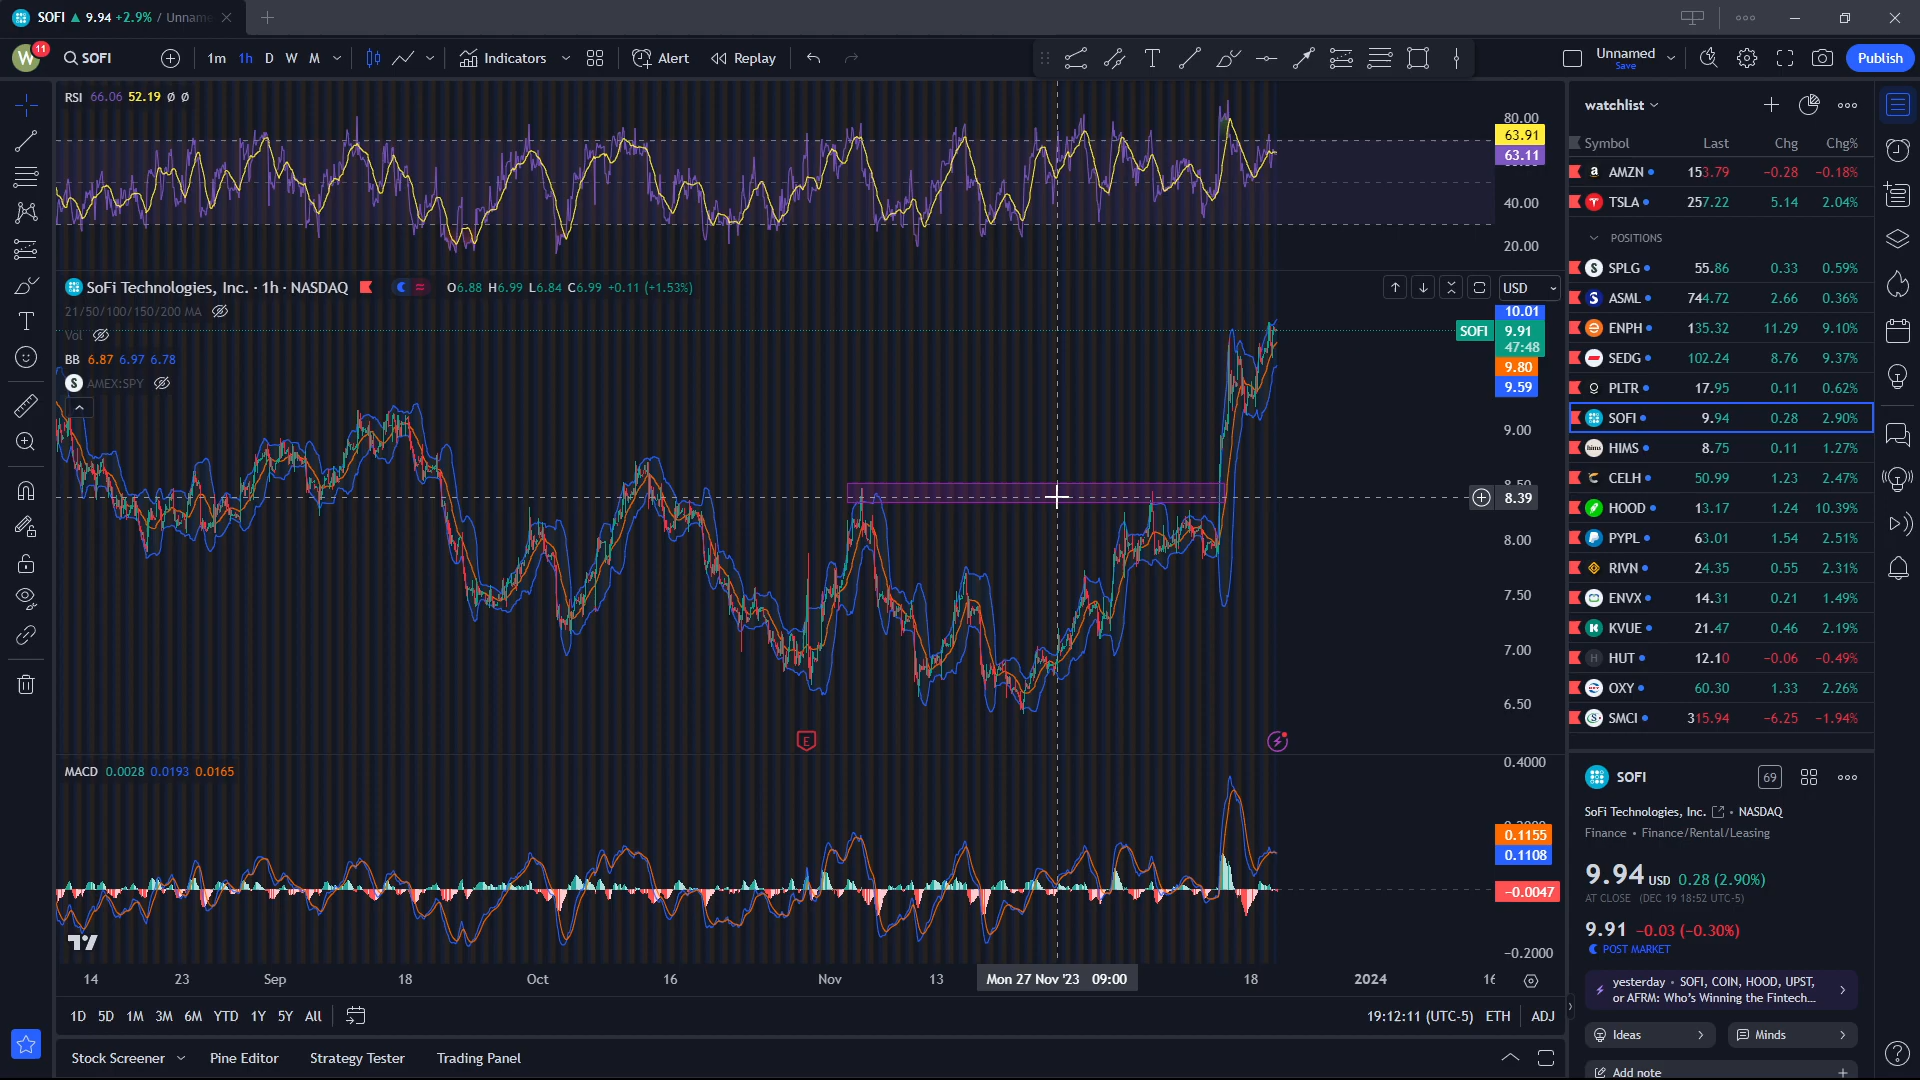 SOFI ▲ 9.94 +2.9% / Unnam
W 11 SOFI 1m 1h D W M Indicators Alert Replay Unnamed Save Publish
RSI 66.06 52.19 ø ø
80.00
63.91
63.11
40.00
20.00
SoFi Technologies, Inc. · 1h · NASDAQ O6.88 H6.99 L6.84 C6.99 +0.11 (+1.53%)
21/50/100/150/200 MA
Vol
BB 6.87 6.97 6.78
S AMEX:SPY
USD
10.01
SOFI 9.91
47:48
9.80
9.59
9.00
8.39
8.00
7.50
7.00
6.50
E
MACD 0.0028 0.0193 0.0165
0.4000
0.1155
0.1108
−0.0047
−0.2000
14 23 Sep 18 Oct 16 Nov 13 Mon 27 Nov '23 09:00 18 2024
1D 5D 1M 3M 6M YTD 1Y 5Y All
19:12:11 (UTC-5) ETH ADJ
Stock Screener Pine Editor Strategy Tester Trading Panel
watchlist
Symbol Last Chg Chg%
AMZN 153.79 −0.28 −0.18%
TSLA 257.22 5.14 2.04%
POSITIONS
SPLG 55.86 0.33 0.59%
ASML 744.72 2.66 0.36%
ENPH 135.32 11.29 9.10%
SEDG 102.24 8.76 9.37%
PLTR 17.95 0.11 0.62%
SOFI 9.94 0.28 2.90%
HIMS 8.75 0.11 1.27%
CELH 50.99 1.23 2.47%
HOOD 13.17 1.24 10.39%
PYPL 63.01 1.54 2.51%
RIVN 24.35 0.55 2.31%
ENVX 14.31 0.21 1.49%
KVUE 21.47 0.46 2.19%
HUT 12.10 −0.06 −0.49%
OXY 60.30 1.33 2.26%
SMCI 315.94 −6.25 −1.94%
SOFI 69
SoFi Technologies, Inc. • NASDAQ
Finance • Finance/Rental/Leasing
9.94 USD 0.28 (2.90%)
AT CLOSE (DEC 19 18:52 UTC-5)
9.91 −0.03 (−0.30%)
POST MARKET
yesterday • SOFI, COIN, HOOD, UPST,
or AFRM: Who's Winning the Fintech...
Ideas Minds
Add note